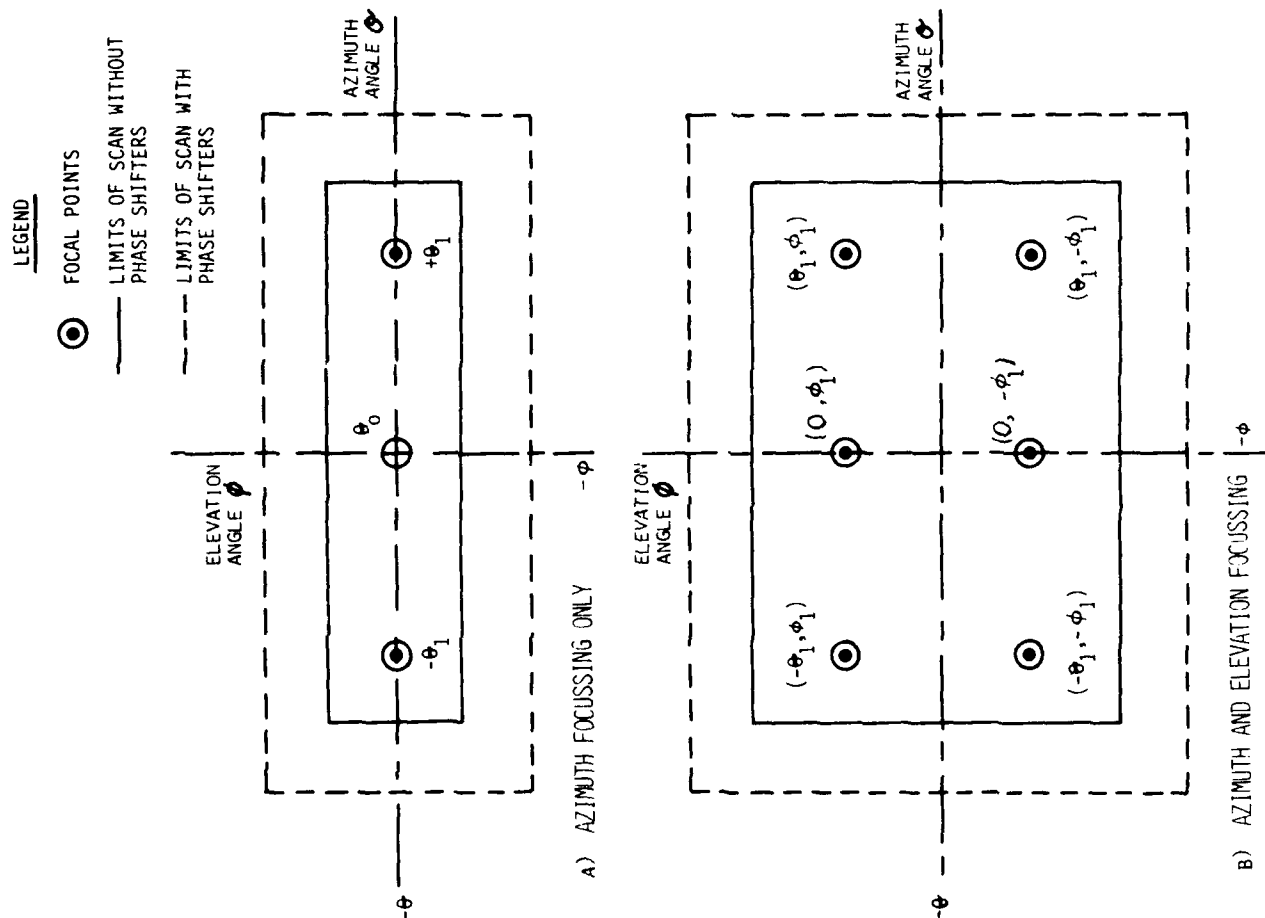 LEGEND
FOCAL POINTS
LIMITS OF SCAN WITHOUT
PHASE SHIFTERS
LIMITS OF SCAN WITH
PHASE SHIFTERS
ELEVATION
ANGLE ϕ
AZIMUTH
ANGLE θ
θ₀
-θ₁
+θ₁
-θ
-ϕ
A) AZIMUTH FOCUSSING ONLY
ELEVATION
ANGLE ϕ
AZIMUTH
ANGLE θ
(-θ₁,ϕ₁)
(0,ϕ₁)
(θ₁,ϕ₁)
(-θ₁,-ϕ₁)
(0, -ϕ₁)
(θ₁,-ϕ₁)
-θ
-ϕ
B) AZIMUTH AND ELEVATION FOCUSSING